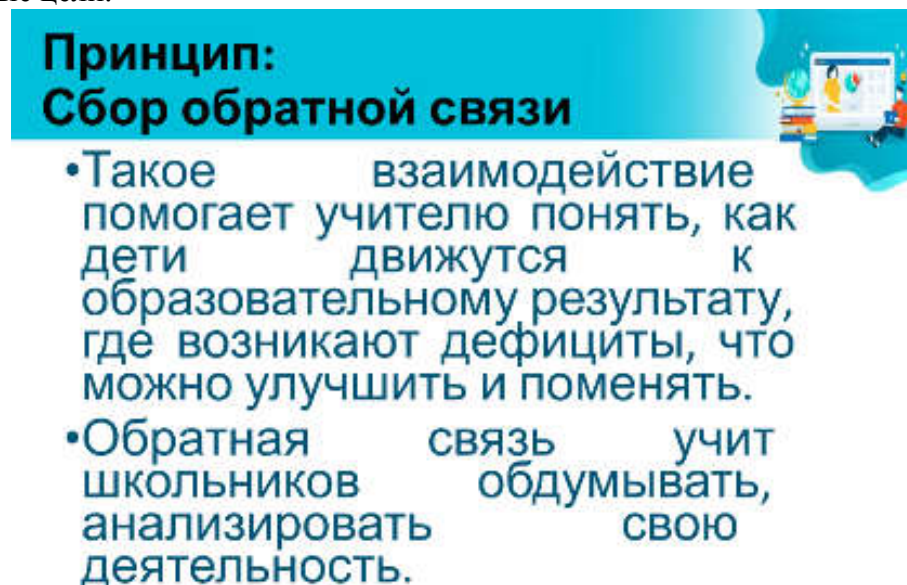 Принцип:
Сбор обратной связи
•Такое взаимодействие
помогает учителю понять, как
дети движутся к
образовательному результату,
где возникают дефициты, что
можно улучшить и поменять.
•Обратная связь учит
школьников обдумывать,
анализировать свою
деятельность.